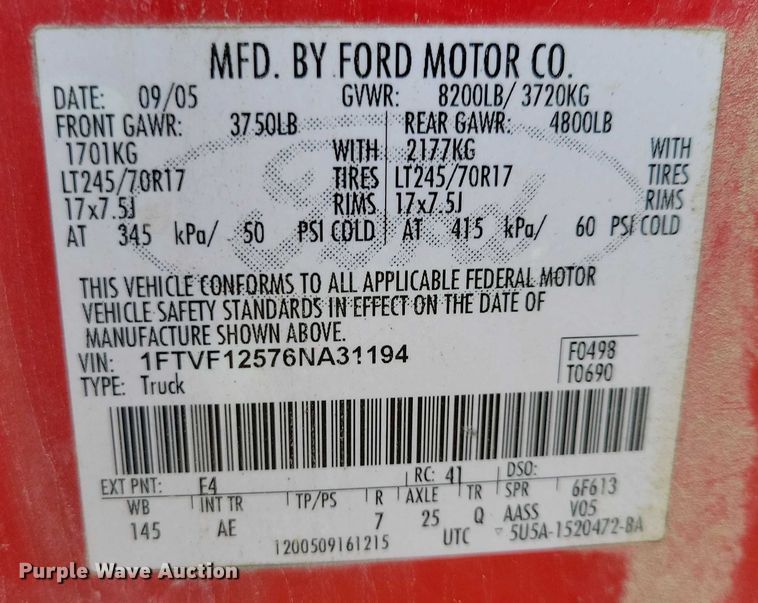 MFD. BY FORD MOTOR CO.
DATE: 09/05 GVWR: 8200LB/ 3720KG
FRONT GAWR: 3750LB REAR GAWR: 4800LB
1701KG WITH 2177KG WITH
LT245/70R17 TIRES LT245/70R17 TIRES
17x7.5J RIMS 17x7.5J RIMS
AT 345 kPa/ 50 PSI COLD AT 415 kPa/ 60 PSI COLD
THIS VEHICLE CONFORMS TO ALL APPLICABLE FEDERAL MOTOR
VEHICLE SAFETY STANDARDS IN EFFECT ON THE DATE OF
MANUFACTURE SHOWN ABOVE.
VIN: 1FTVF12576NA31194 F0498
TYPE: Truck T0690
EXT PNT: E4 RC: 41 DSO:
WB INT TR TP/PS R AXLE TR SPR 6F613
145 AE 7 25 Q AASS V05
1200509161215 UTC 5U5A-1520472-BA
Purple Wave Auction